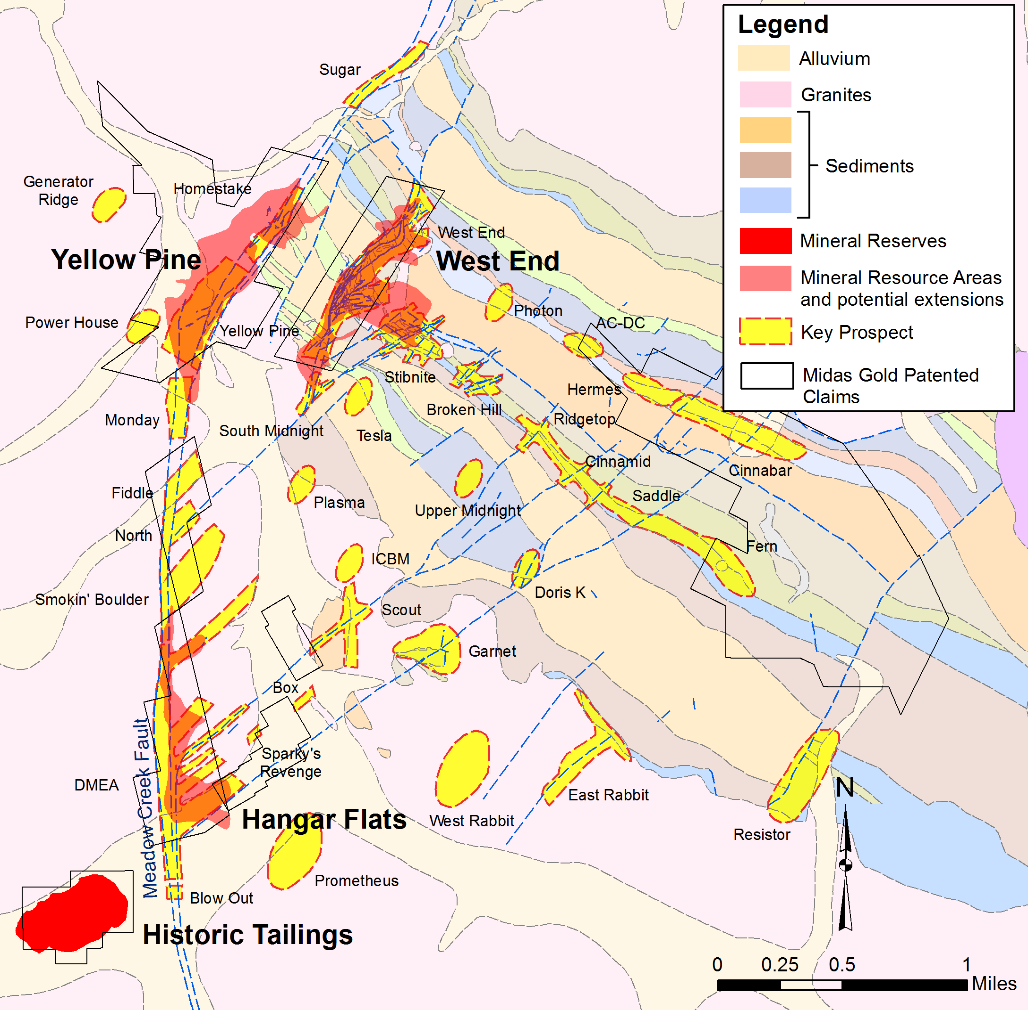 Legend
Alluvium
Granites
Sediments
Mineral Reserves
Mineral Resource Areas
and potential extensions
Key Prospect
Midas Gold Patented
Claims
Sugar
Generator
Ridge
Homestake
Yellow Pine
West End
West End
Power House
Yellow Pine
Photon
AC-DC
Stibnite
Hermes
Monday
South Midnight
Tesla
Broken Hill
Ridgetop
Cinnamid
Cinnabar
Fiddle
Plasma
Upper Midnight
Saddle
North
ICBM
Fern
Smokin' Boulder
Scout
Doris K
Garnet
Box
Meadow Creek Fault
Sparky's
Revenge
DMEA
East Rabbit
Hangar Flats
West Rabbit
Resistor
N
Prometheus
Blow Out
Historic Tailings
0 0.25 0.5 1
Miles